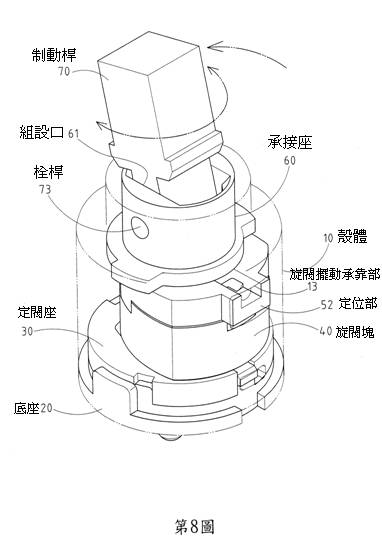 制動桿
70
組設口
61
承接座
60
栓桿
73
10 殼體
旋閥擺動承靠部
13
定閥座
30
52 定位部
40 旋閥塊
底座20
第8圖